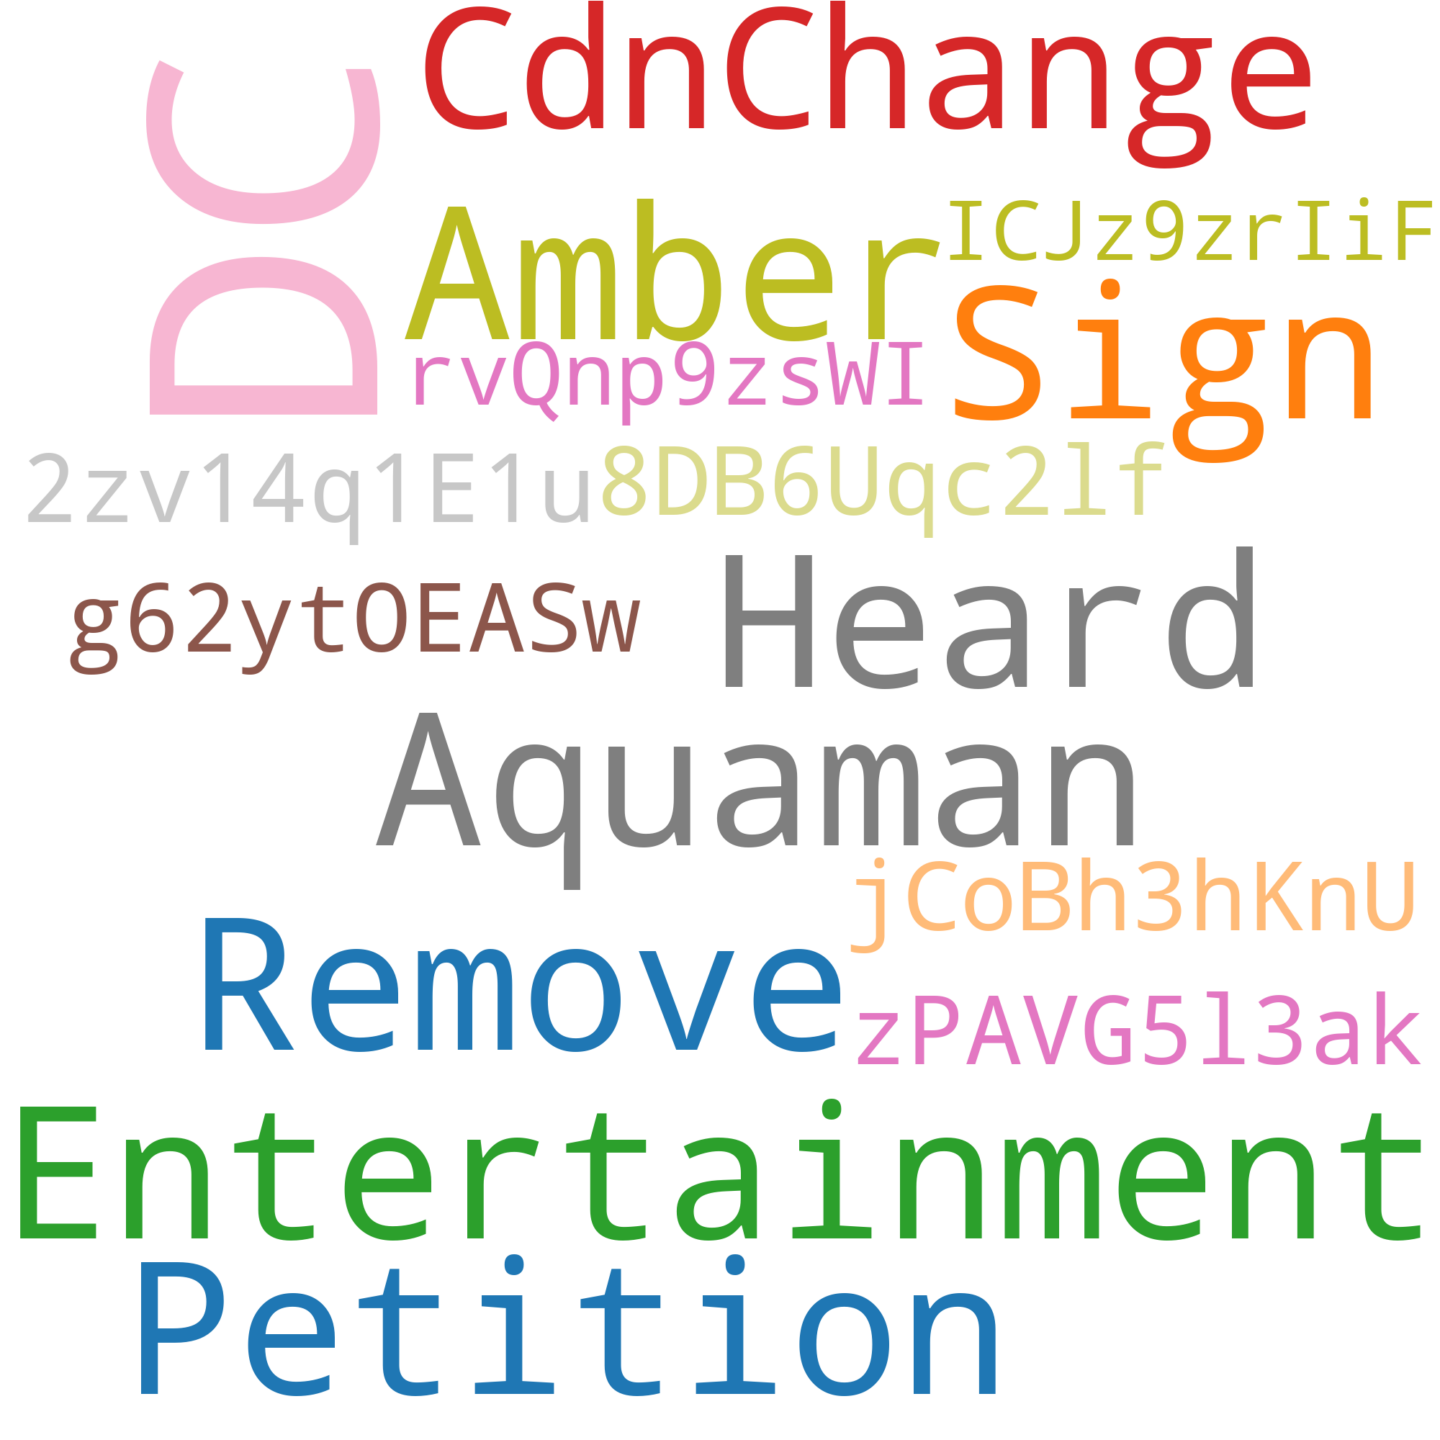 CdnChange
DC
Amber
ICJz9zrIiF
Sign
rvQnp9zsWI
2zv14q1E1u
8DB6Uqc2lf
g62ytOEASw
Heard
Aquaman
jCoBh3hKnU
Remove
zPAVG5l3ak
Entertainment
Petition